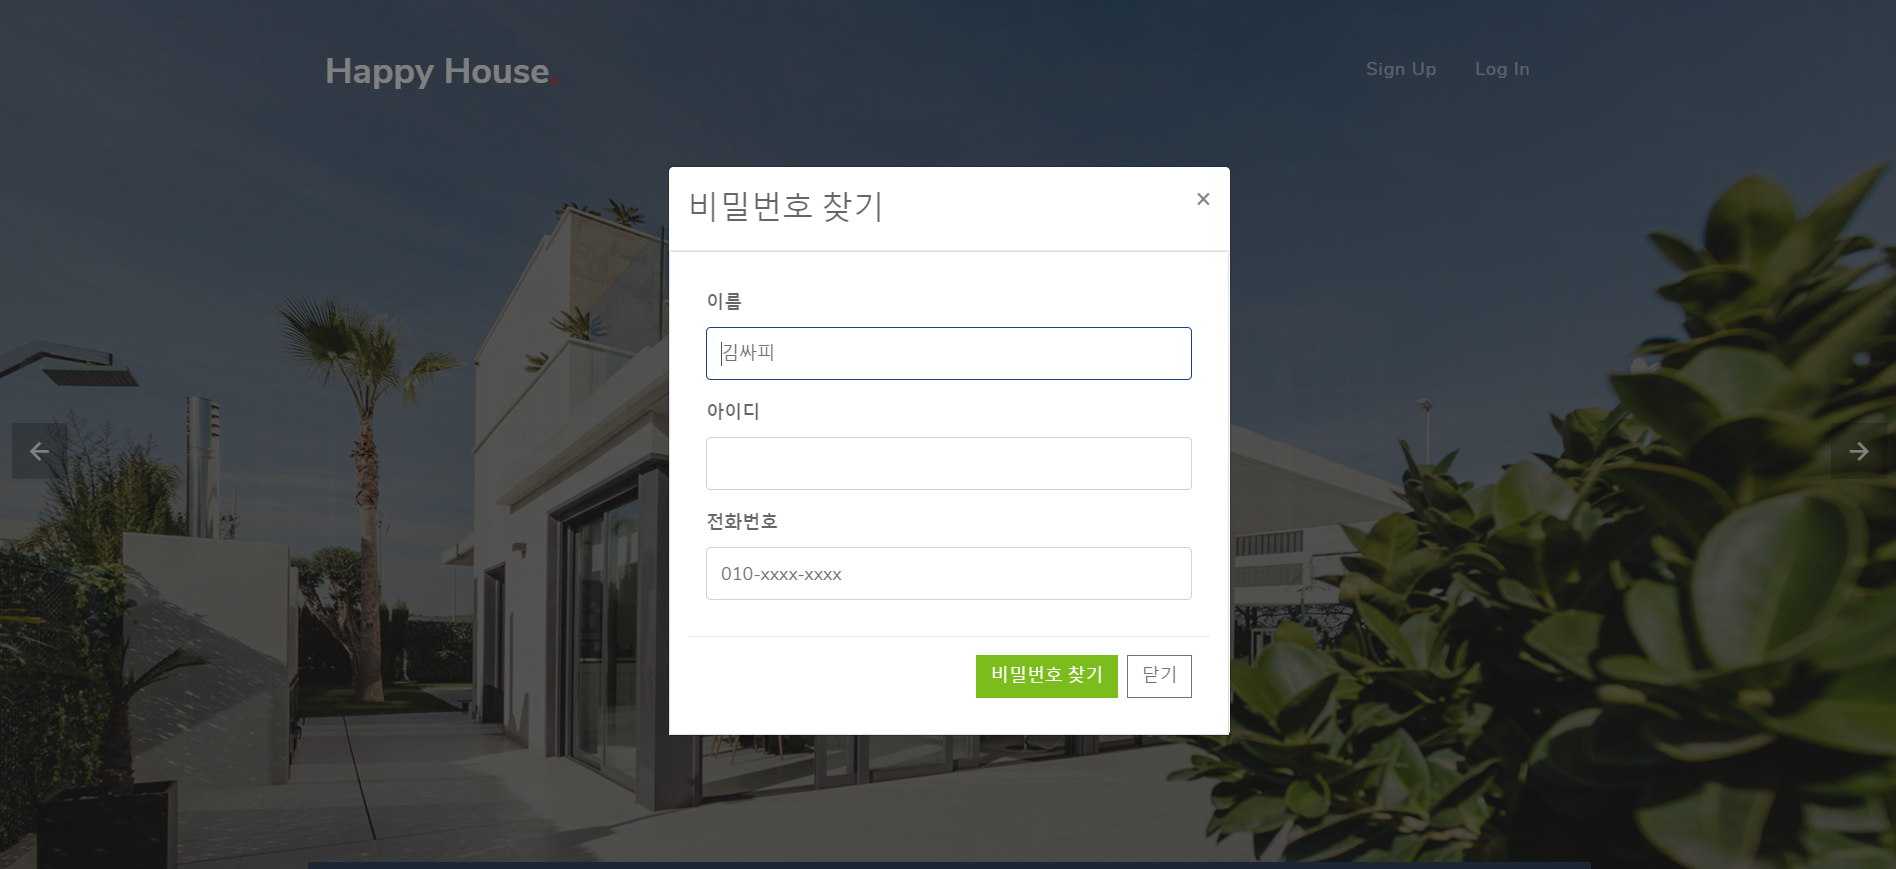 Happy House.
Sign Up Log In
비밀번호 찾기 ×
이름
김싸피
아이디
전화번호
010-xxxx-xxxx
비밀번호 찾기 닫기